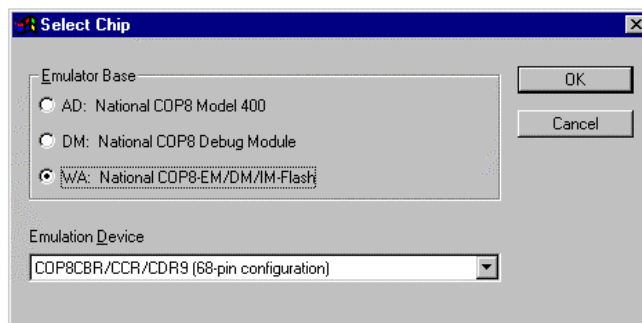 Select Chip
Emulator Base
AD: National COP8 Model 400
DM: National COP8 Debug Module
WA: National COP8-EM/DM/IM-Flash
OK
Cancel
Emulation Device
COP8CBR/CCR/CDR9 (68-pin configuration)